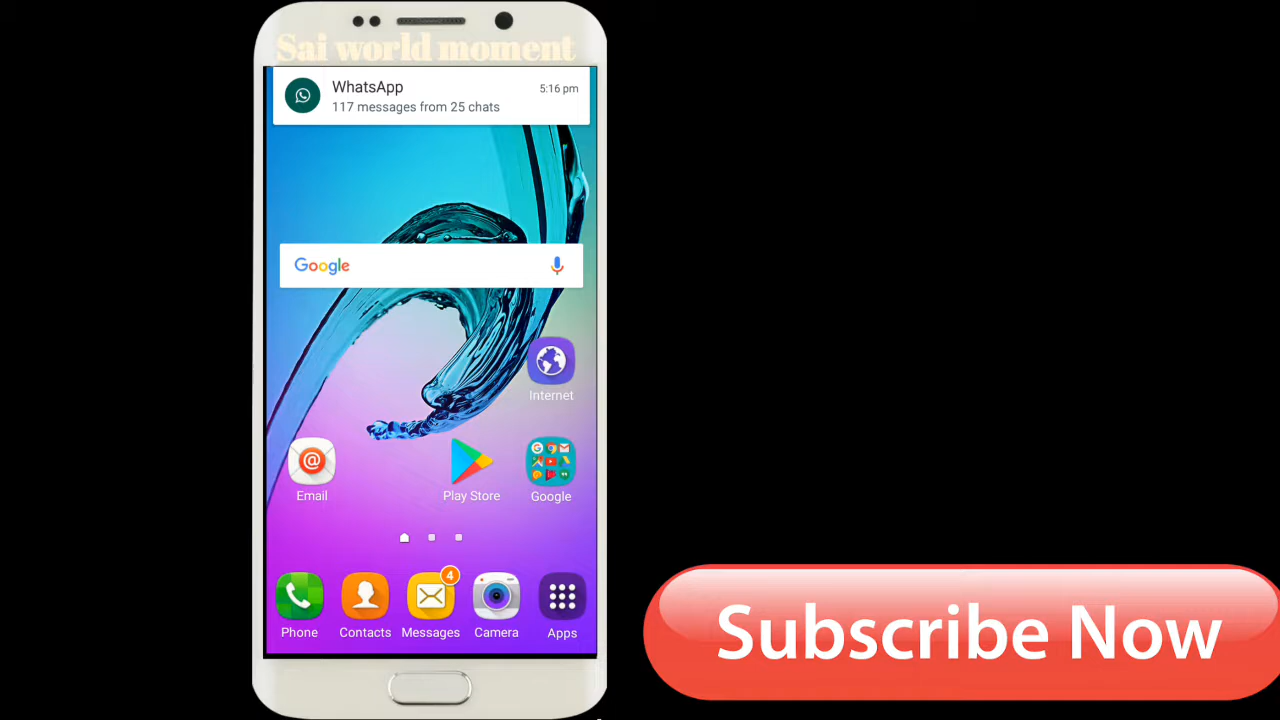 Sai world moment
WhatsApp
5:16 pm
117 messages from 25 chats
Google
Internet
Email
Play Store
Google
4
Phone
Contacts
Messages
Camera
Apps
Subscribe Now